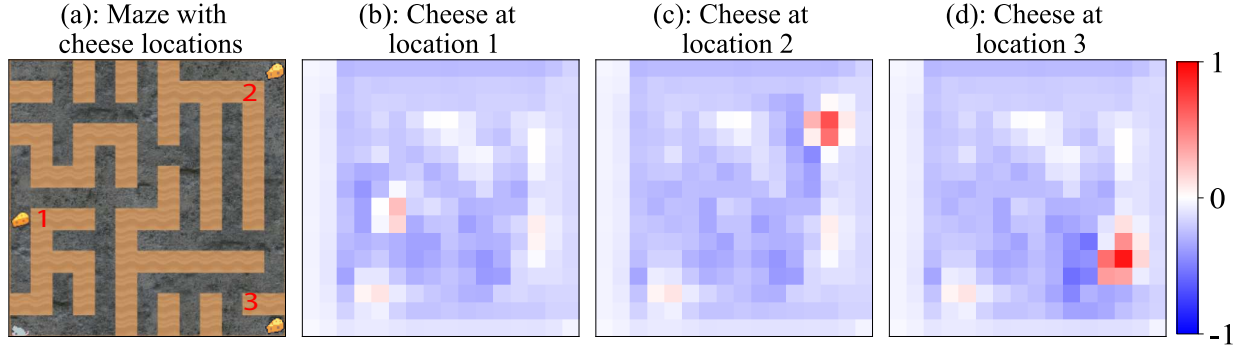 (a): Maze with
cheese locations
(b): Cheese at
location 1
(c): Cheese at
location 2
(d): Cheese at
location 3
2
1
3
1
0
-1